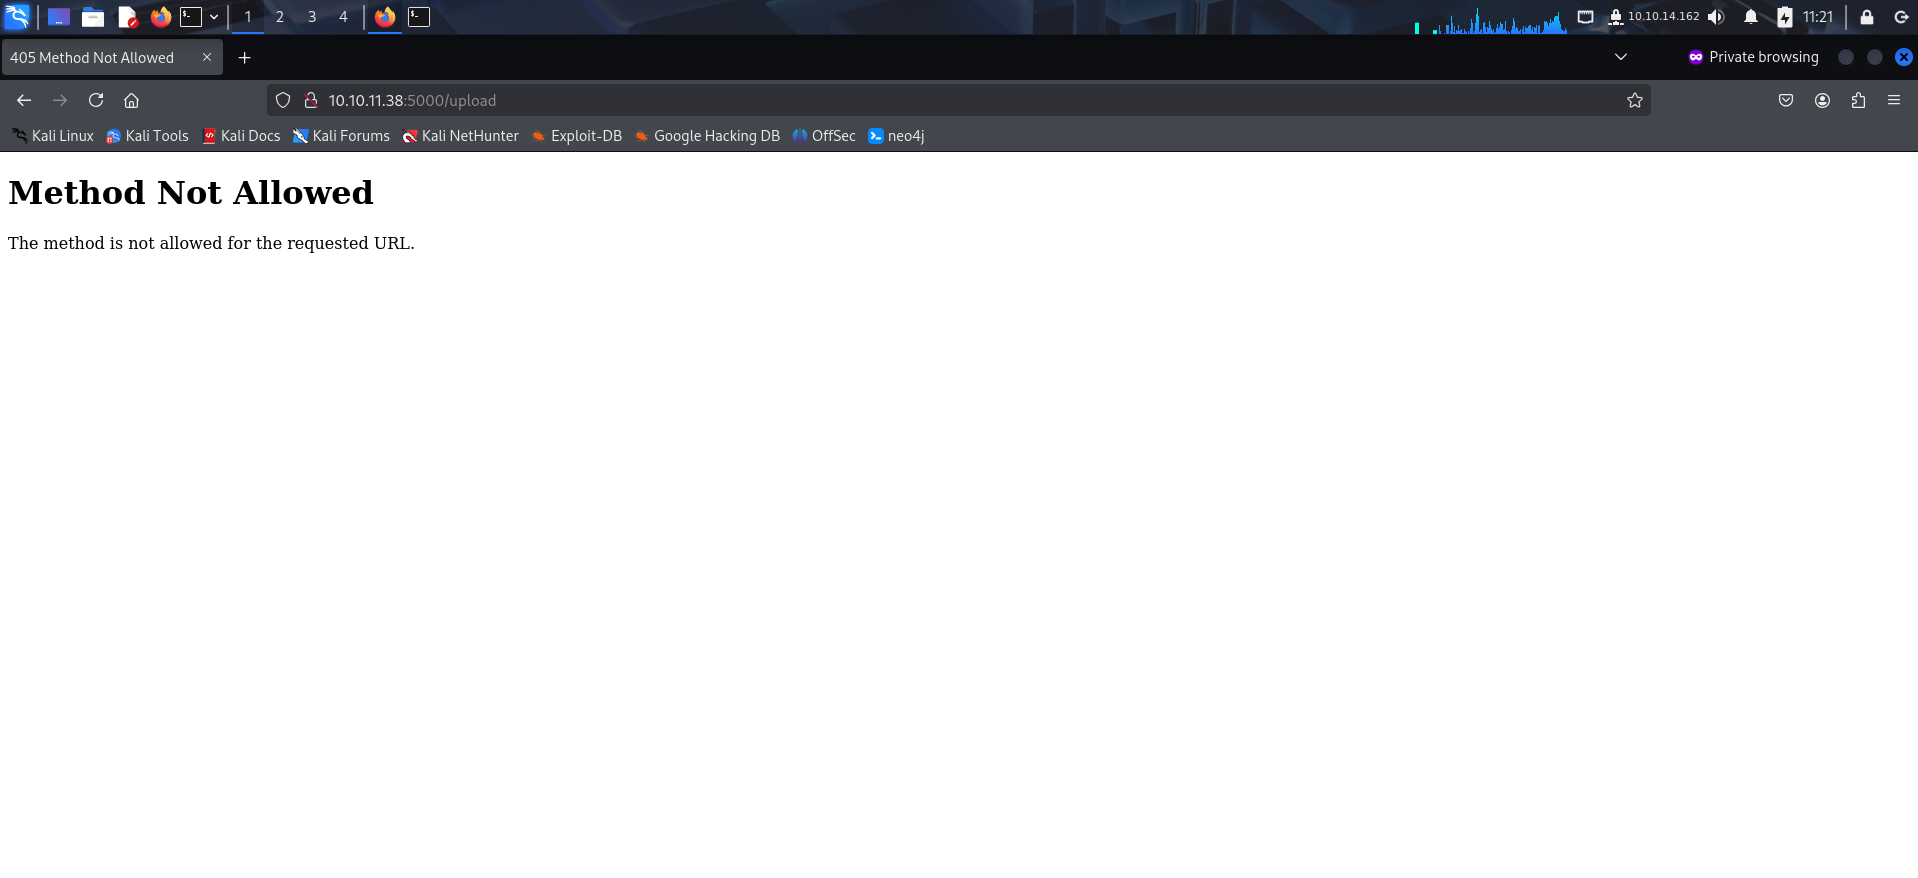 1 2 3 4 10.10.14.162 11:21
405 Method Not Allowed Private browsing
10.10.11.38:5000/upload
Kali Linux Kali Tools Kali Docs Kali Forums Kali NetHunter Exploit-DB Google Hacking DB OffSec neo4j
Method Not Allowed
The method is not allowed for the requested URL.